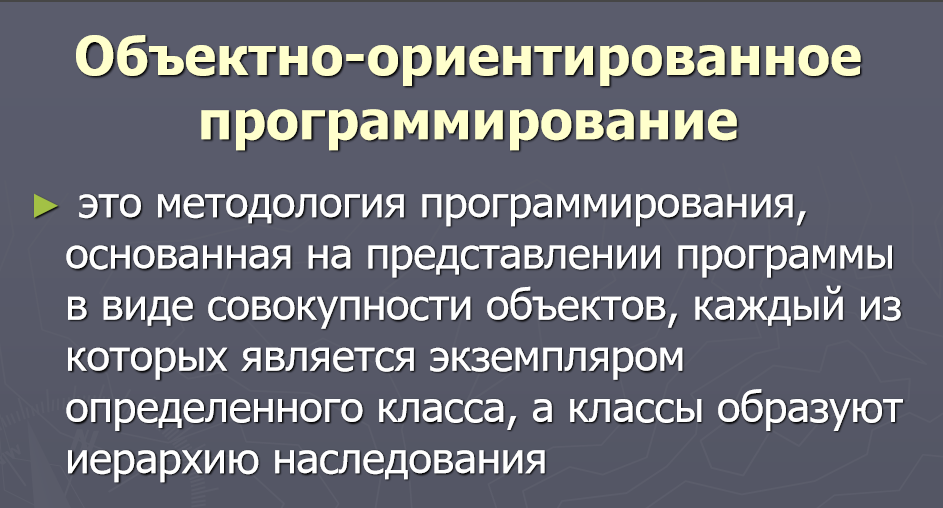 Объектно-ориентированное
программирование
► это методология программирования,
основанная на представлении программы
в виде совокупности объектов, каждый из
которых является экземпляром
определенного класса, а классы образуют
иерархию наследования